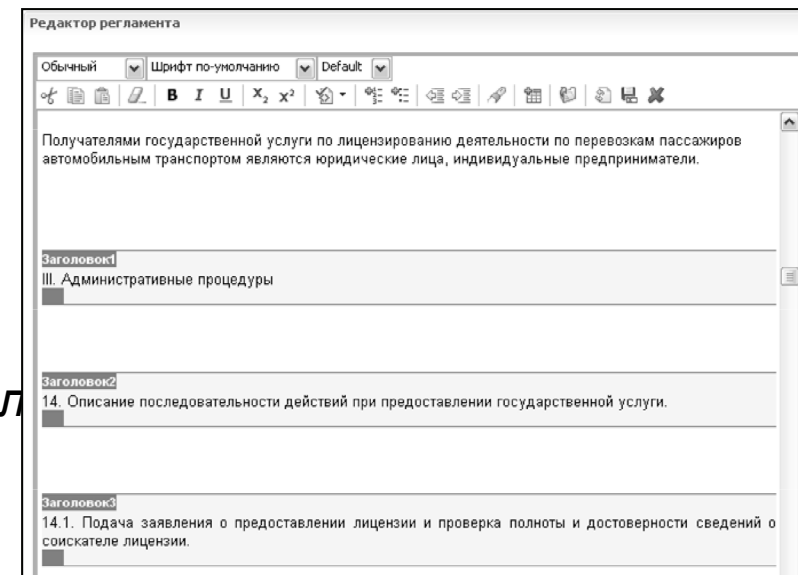 Редактор регламента
Обычный Шрифт по-умолчанию Default
B I U X₂ X²
Получателями государственной услуги по лицензированию деятельности по перевозкам пассажиров
автомобильным транспортом являются юридические лица, индивидуальные предприниматели.
Заголовок1
III. Административные процедуры
Заголовок2
Л
14. Описание последовательности действий при предоставлении государственной услуги.
Заголовок3
14.1. Подача заявления о предоставлении лицензии и проверка полноты и достоверности сведений о
соискателе лицензии.